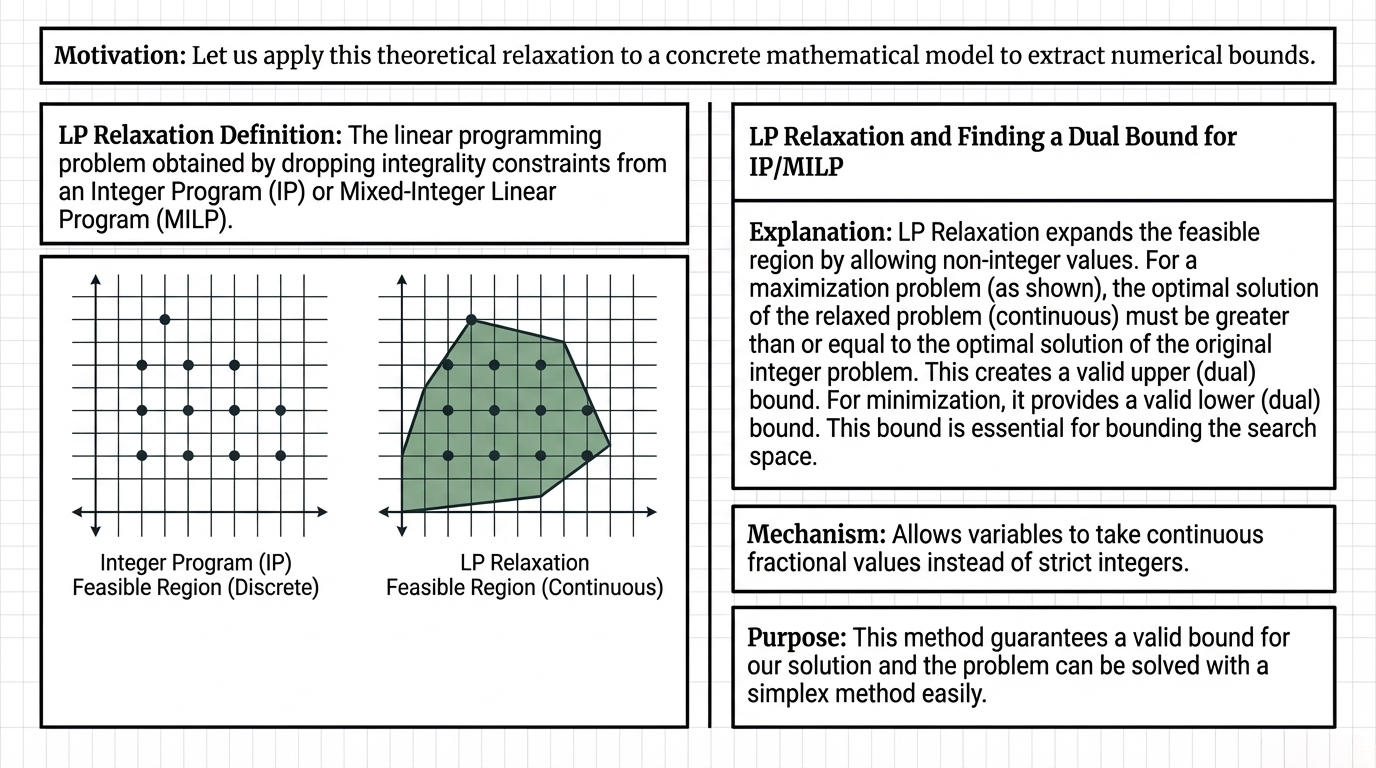 Motivation: Let us apply this theoretical relaxation to a concrete mathematical model to extract numerical bounds.
LP Relaxation Definition: The linear programming
problem obtained by dropping integrality constraints from
an Integer Program (IP) or Mixed-Integer Linear
Program (MILP).
Integer Program (IP)
Feasible Region (Discrete)
LP Relaxation
Feasible Region (Continuous)
LP Relaxation and Finding a Dual Bound for
IP/MILP
Explanation: LP Relaxation expands the feasible
region by allowing non-integer values. For a
maximization problem (as shown), the optimal solution
of the relaxed problem (continuous) must be greater
than or equal to the optimal solution of the original
integer problem. This creates a valid upper (dual)
bound. For minimization, it provides a valid lower (dual)
bound. This bound is essential for bounding the search
space.
Mechanism: Allows variables to take continuous
fractional values instead of strict integers.
Purpose: This method guarantees a valid bound for
our solution and the problem can be solved with a
simplex method easily.